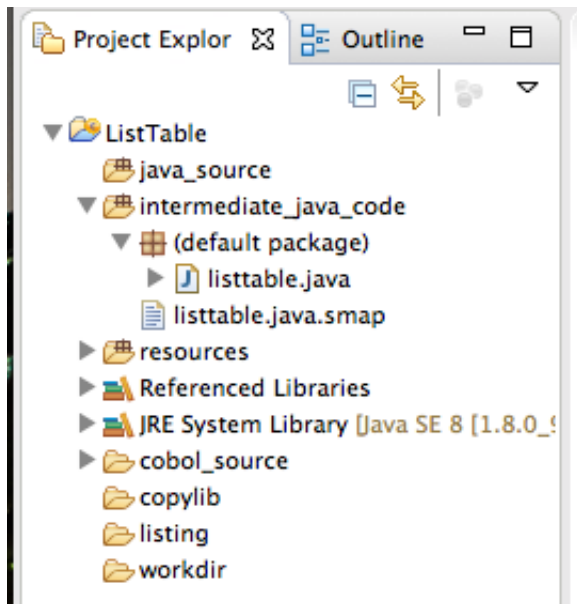 Project Explor Outline
ListTable
java_source
intermediate_java_code
(default package)
listtable.java
listtable.java.smap
resources
Referenced Libraries
JRE System Library [Java SE 8 [1.8.0_
cobol_source
copylib
listing
workdir